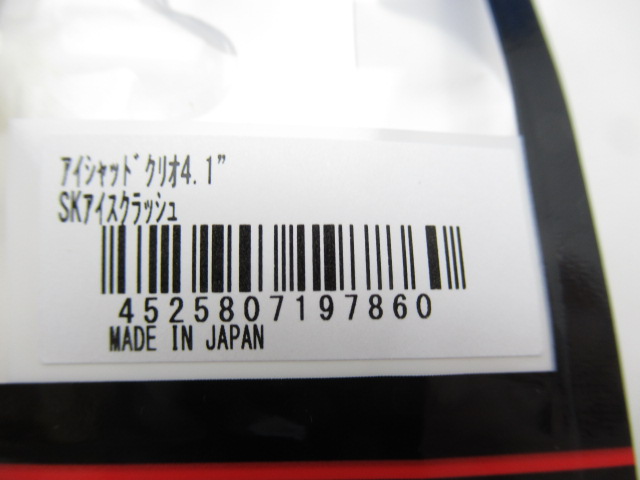 ｱｲｼｬｯﾄﾞｸﾘｵ4.1"
SKｱｲｽｸﾗｯｼｭ
4525807197860
MADE IN JAPAN